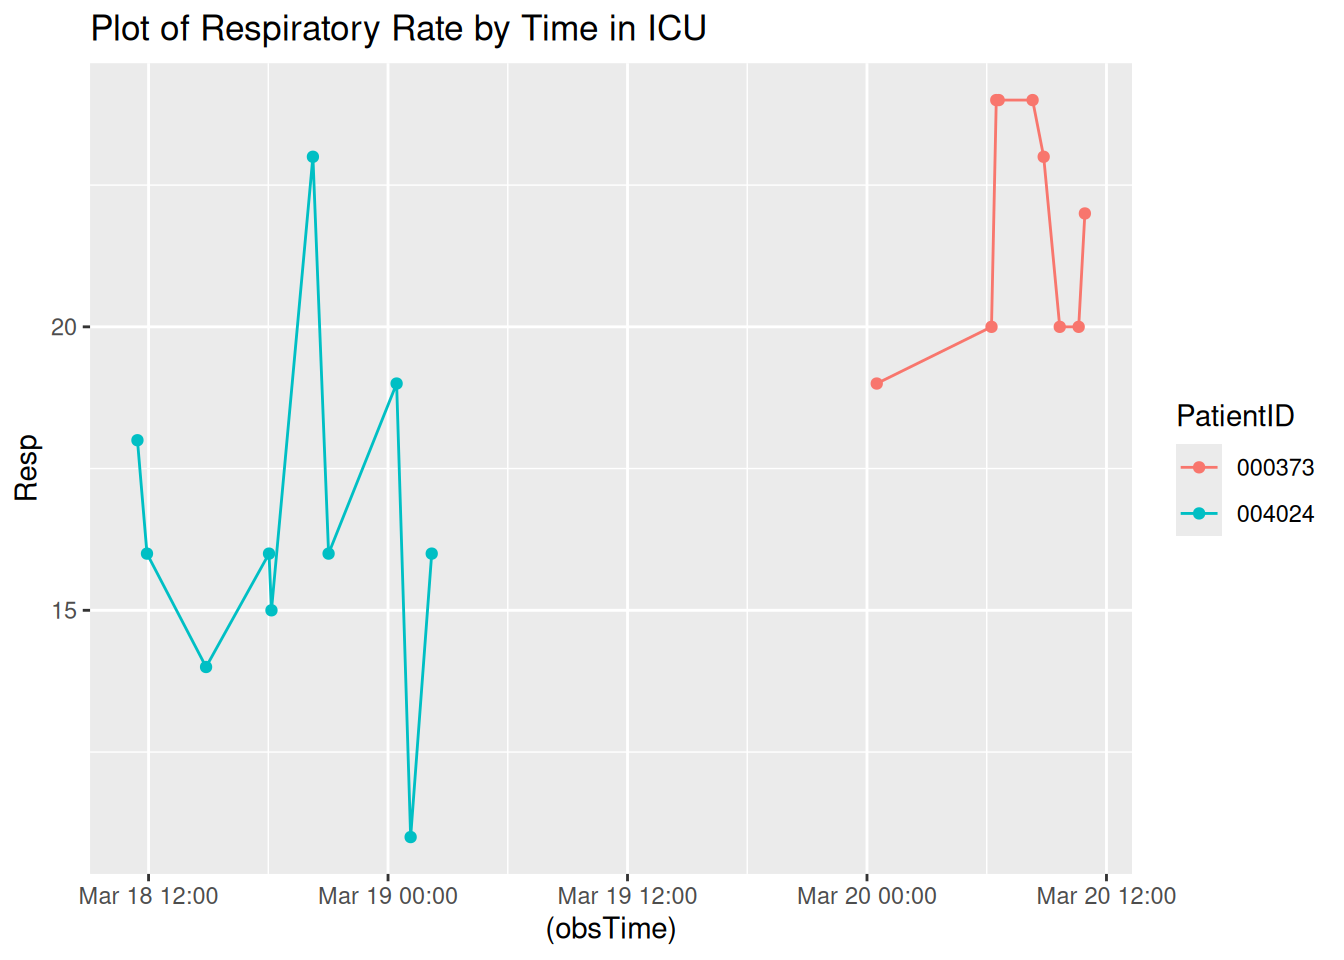 Plot of Respiratory Rate by Time in ICU
Resp
20
15
Mar 18 12:00
Mar 19 00:00
Mar 19 12:00
Mar 20 00:00
Mar 20 12:00
(obsTime)
PatientID
000373
004024